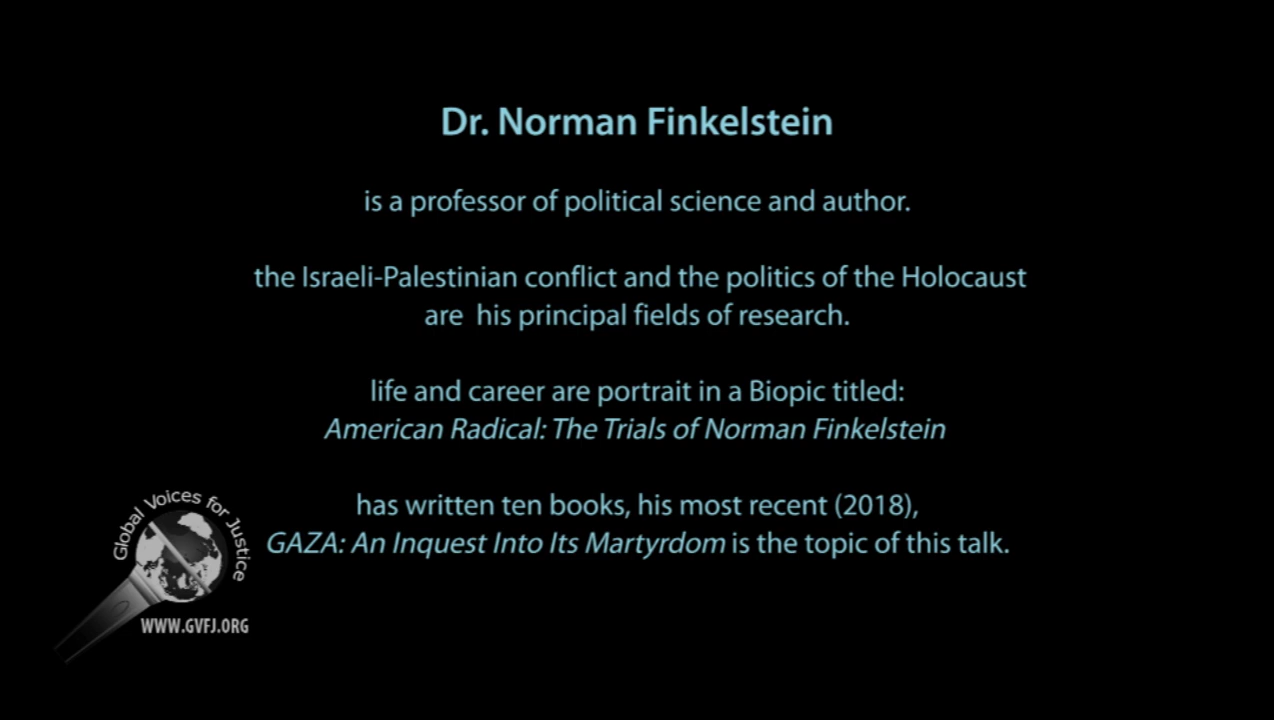 Dr. Norman Finkelstein
is a professor of political science and author.
the Israeli-Palestinian conflict and the politics of the Holocaust
are his principal fields of research.
life and career are portrait in a Biopic titled:
American Radical: The Trials of Norman Finkelstein
has written ten books, his most recent (2018),
GAZA: An Inquest Into Its Martyrdom is the topic of this talk.
Global Voices for Justice
WWW.GVFJ.ORG